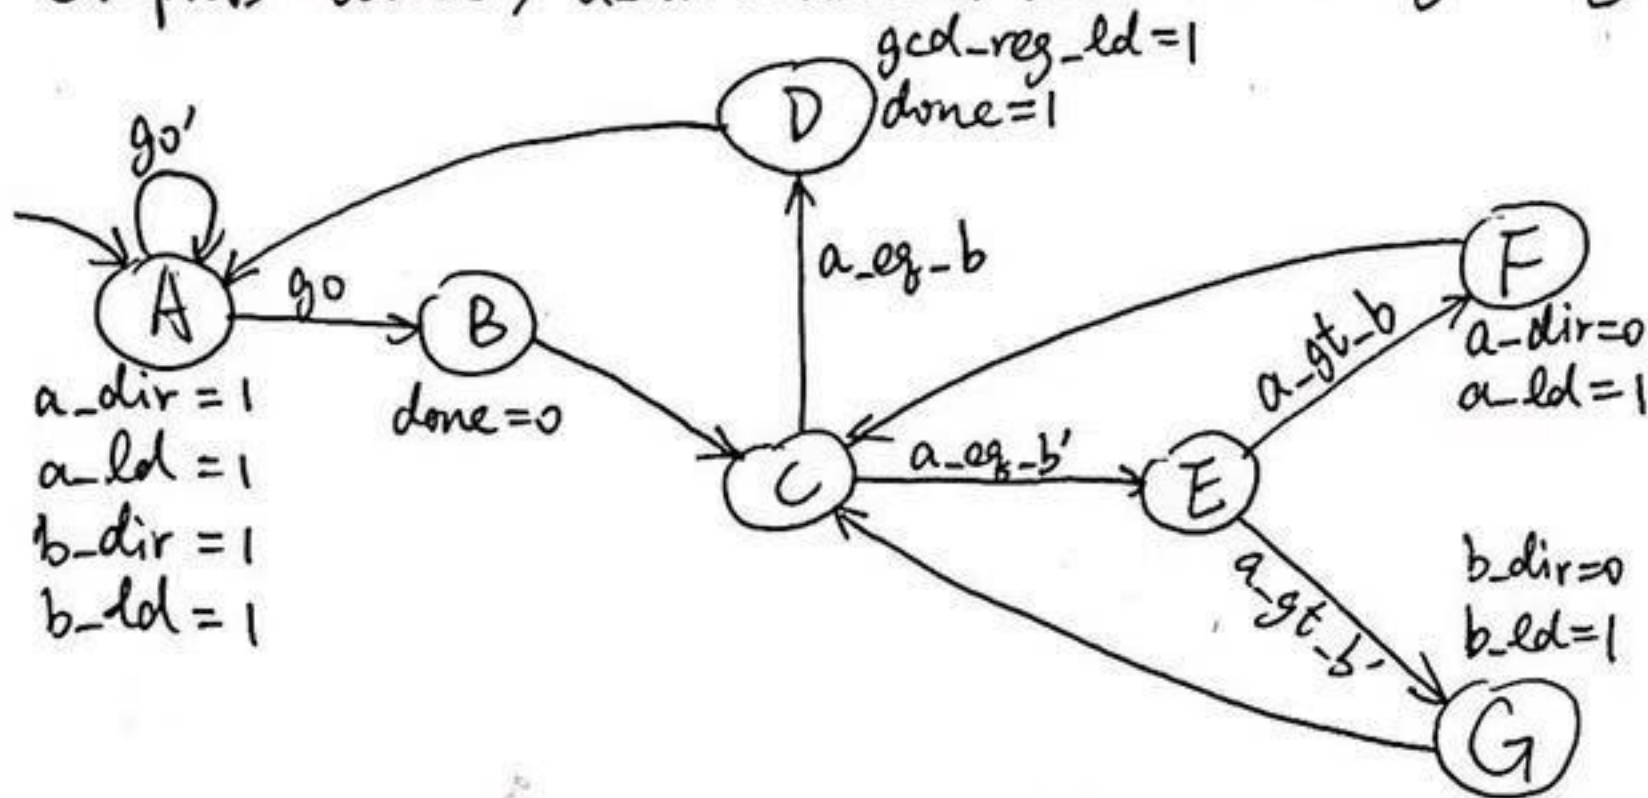 gcd_reg_ld=1
D
done=1
go'
a_eq_b
F
go
A
B
a_gt_b
a_dir=0
a_dir=1
done=0
a_ld=1
a_ld=1
a_eq_b'
C
E
b_dir=1
a_gt_b'
b_dir=0
b_ld=1
b_ld=1
G